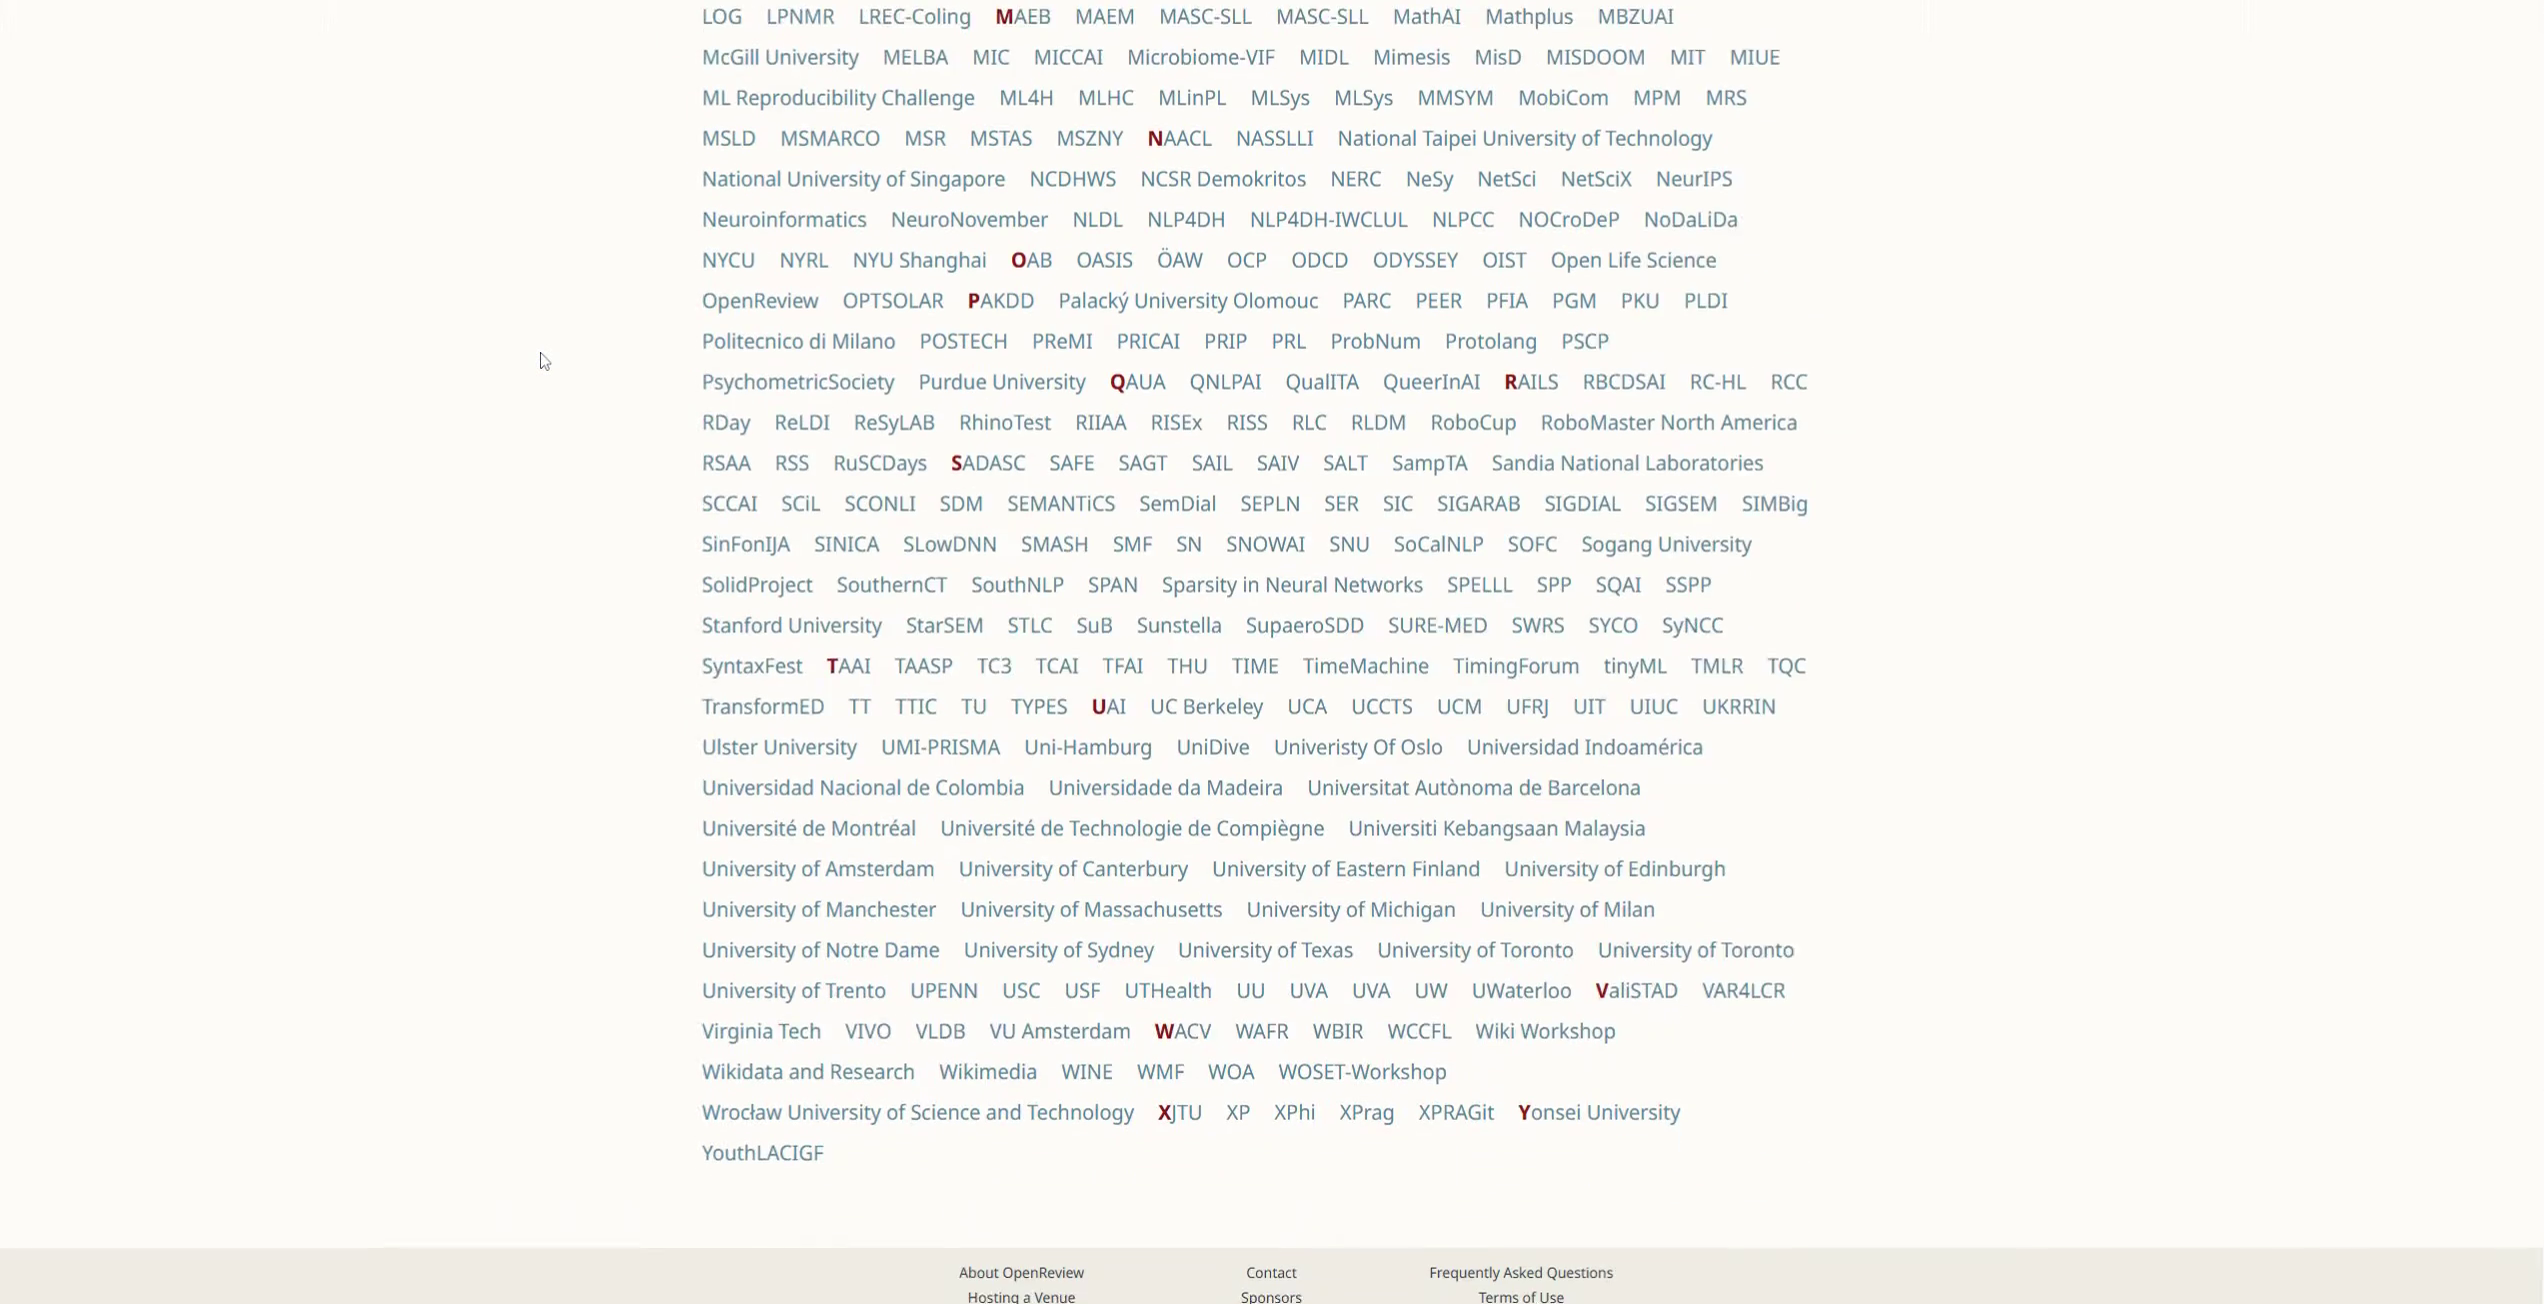 LOG LPNMR LREC-Coling MAEB MAEM MASC-SLL MASC-SLL MathAI Mathplus MBZUAI
McGill University MELBA MIC MICCAI Microbiome-VIF MIDL Mimesis MisD MISDOOM MIT MIUE
ML Reproducibility Challenge ML4H MLHC MLinPL MLSys MLSys MMSYM MobiCom MPM MRS
MSLD MSMARCO MSR MSTAS MSZNY NAACL NASSLLI National Taipei University of Technology
National University of Singapore NCDHWS NCSR Demokritos NERC NeSy NetSci NetSciX NeurIPS
Neuroinformatics NeuroNovember NLDL NLP4DH NLP4DH-IWCLUL NLPCC NOCroDeP NoDaLiDa
NYCU NYRL NYU Shanghai OAB OASIS ÖAW OCP ODCD ODYSSEY OIST Open Life Science
OpenReview OPTSOLAR PAKDD Palacký University Olomouc PARC PEER PFIA PGM PKU PLDI
Politecnico di Milano POSTECH PReMI PRICAI PRIP PRL ProbNum Protolang PSCP
PsychometricSociety Purdue University QAUA QNLPAI QualITA QueerInAI RAILS RBCDSAI RC-HL RCC
RDay ReLDI ReSyLAB RhinoTest RIIAA RISEx RISS RLC RLDM RoboCup RoboMaster North America
RSAA RSS RuSCDays SADASC SAFE SAGT SAIL SAIV SALT SampTA Sandia National Laboratories
SCCAI SCiL SCONLI SDM SEMANTiCS SemDial SEPLN SER SIC SIGARAB SIGDIAL SIGSEM SIMBig
SinFonIJA SINICA SLowDNN SMASH SMF SN SNOWAI SNU SoCalNLP SOFC Sogang University
SolidProject SouthernCT SouthNLP SPAN Sparsity in Neural Networks SPELLL SPP SQAI SSPP
Stanford University StarSEM STLC SuB Sunstella SupaeroSDD SURE-MED SWRS SYCO SyNCC
SyntaxFest TAAI TAASP TC3 TCAI TFAI THU TIME TimeMachine TimingForum tinyML TMLR TQC
TransformED TT TTIC TU TYPES UAI UC Berkeley UCA UCCTS UCM UFRJ UIT UIUC UKRRIN
Ulster University UMI-PRISMA Uni-Hamburg UniDive Univeristy Of Oslo Universidad Indoamérica
Universidad Nacional de Colombia Universidade da Madeira Universitat Autònoma de Barcelona
Université de Montréal Université de Technologie de Compiègne Universiti Kebangsaan Malaysia
University of Amsterdam University of Canterbury University of Eastern Finland University of Edinburgh
University of Manchester University of Massachusetts University of Michigan University of Milan
University of Notre Dame University of Sydney University of Texas University of Toronto University of Toronto
University of Trento UPENN USC USF UTHealth UU UVA UVA UW UWaterloo ValiSTAD VAR4LCR
Virginia Tech VIVO VLDB VU Amsterdam WACV WAFR WBIR WCCFL Wiki Workshop
Wikidata and Research Wikimedia WINE WMF WOA WOSET-Workshop
Wrocław University of Science and Technology XJTU XP XPhi XPrag XPRAGit Yonsei University
YouthLACIGF
About OpenReview Contact Frequently Asked Questions
Hosting a Venue Sponsors Terms of Use